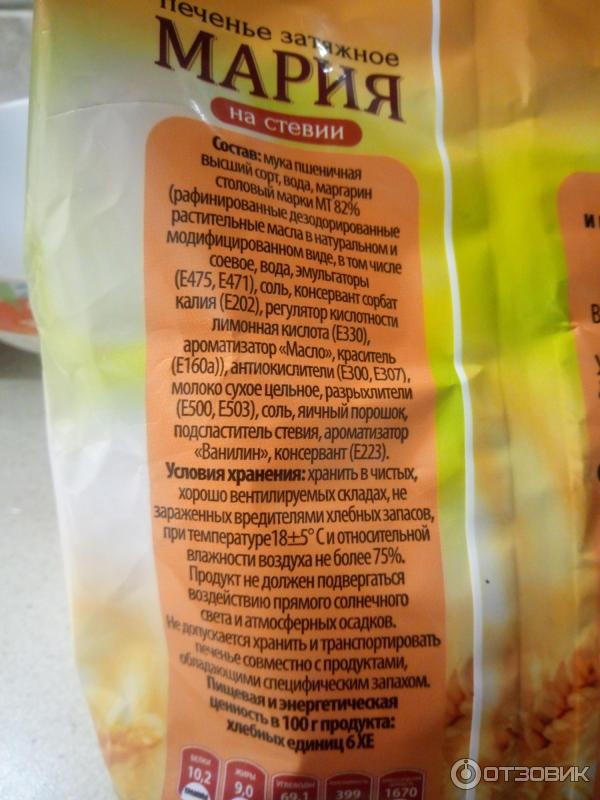 печенье затяжное
МАРИЯ
на стевии
Состав: мука пшеничная
высший сорт, вода, маргарин
столовый марки МТ 82%
(рафинированные дезодорированные
растительные масла в натуральном и
модифицированном виде, в том числе
соевое, вода, эмульгаторы
(Е475, Е471), соль, консервант сорбат
калия (Е202), регулятор кислотности
лимонная кислота (Е330),
ароматизатор «Масло», краситель
(Е160а)), антиокислители (Е300, Е307),
молоко сухое цельное, разрыхлители
(Е500, Е503), соль, яичный порошок,
подсластитель стевия, ароматизатор
«Ванилин», консервант (Е223).
Условия хранения: хранить в чистых,
хорошо вентилируемых складах, не
зараженных вредителями хлебных запасов,
при температуре 18±5° С и относительной
влажности воздуха не более 75%.
Продукт не должен подвергаться
воздействию прямого солнечного
света и атмосферных осадков.
Не допускается хранить и транспортировать
печенье совместно с продуктами,
обладающими специфическим запахом.
Пищевая и энергетическая
ценность в 100 г продукта:
хлебных единиц 6 ХЕ
БЕЛКИ ЖИРЫ УГЛЕВОДЫ
10,2 9,0 69,1 399 1670
ОТЗОВИК